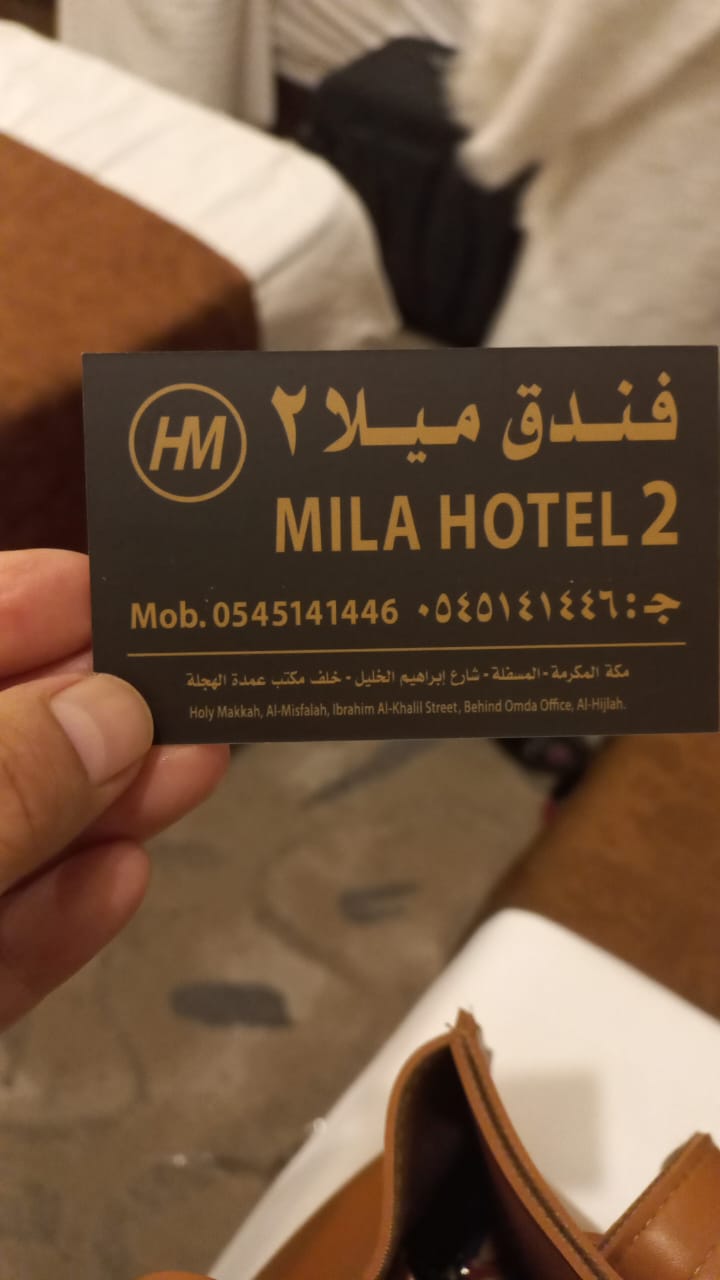 HM
فندق ميلا ٢
MILA HOTEL 2
Mob. 0545141446 جـ: ٠٥٤٥١٤١٤٤٦
مكة المكرمة - المسفلة - شارع إبراهيم الخليل - خلف مكتب عمدة الهجلة
Holy Makkah, Al-Misfalah, Ibrahim Al-Khalil Street, Behind Omda Office, Al-Hijlah.